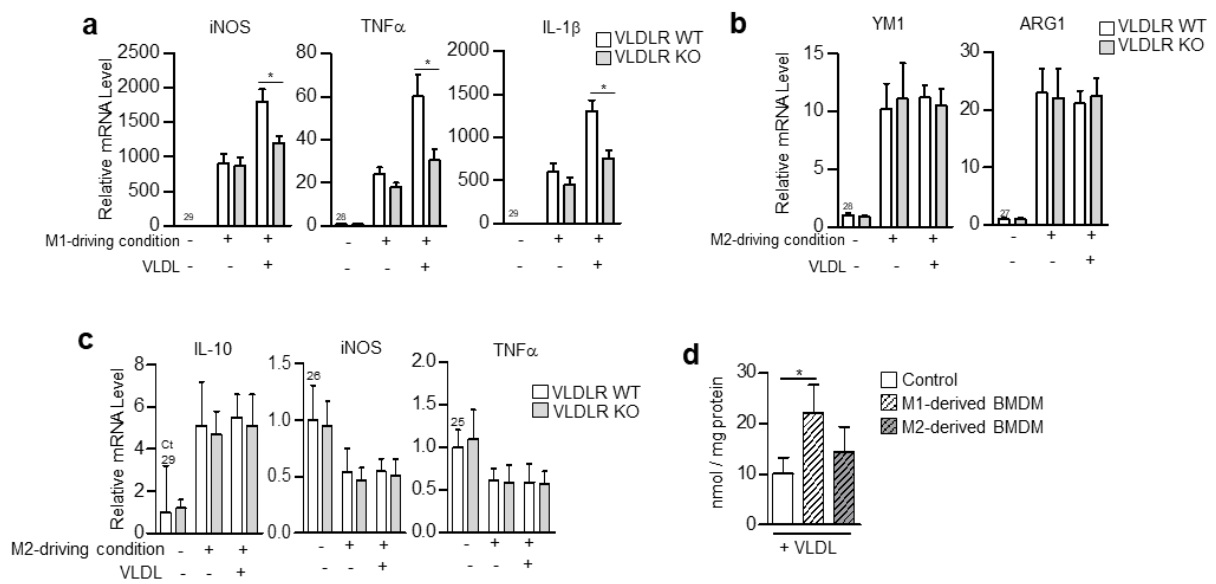 a
iNOS
TNFα
IL-1β
VLDLR WT
VLDLR KO
Relative mRNA Level
2500
2000
1500
1000
500
0
29
*
80
60
40
20
0
28
*
2000
1500
1000
500
0
29
*
M1-driving condition - + + - + + - + +
VLDL - - + - - + - - +
b
YM1
ARG1
VLDLR WT
VLDLR KO
Relative mRNA Level
15
10
5
0
28
30
20
10
0
27
M2-driving condition - + + - + +
VLDL - - + - - +
c
IL-10
iNOS
TNFα
VLDLR WT
VLDLR KO
Relative mRNA Level
8
6
4
2
0
Ct
29
1.5
1.0
0.5
0.0
26
2.0
1.5
1.0
0.5
0.0
25
M2-driving condition - + + - + + - + +
VLDL - - + - - + - - +
d
nmol / mg protein
30
20
10
0
*
+ VLDL
Control
M1-derived BMDM
M2-derived BMDM